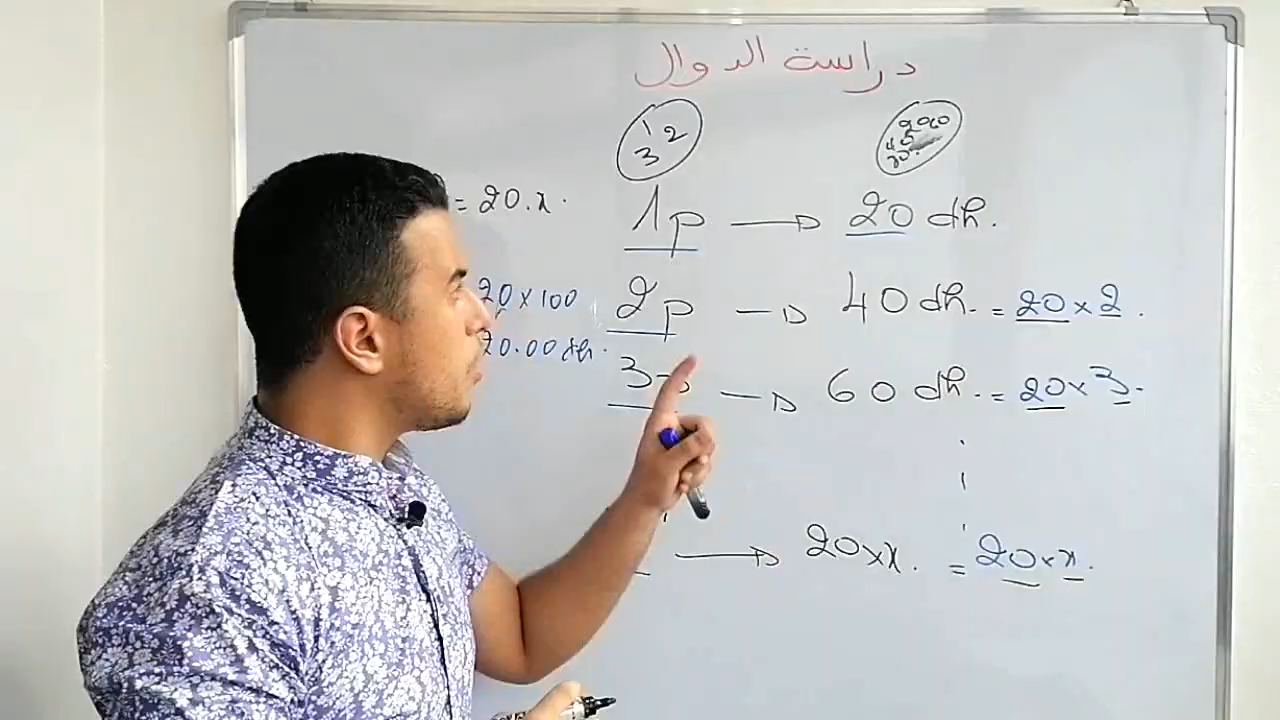 دراسة الدوال
1 2
3
= 20.x.
1p → 20 dh.
20 x 100
2p → 40 dh. = 20 x 2.
20.00 dh.
3 → 60 dh. = 20 x 3.
→ 20 x x. = 20 x x.